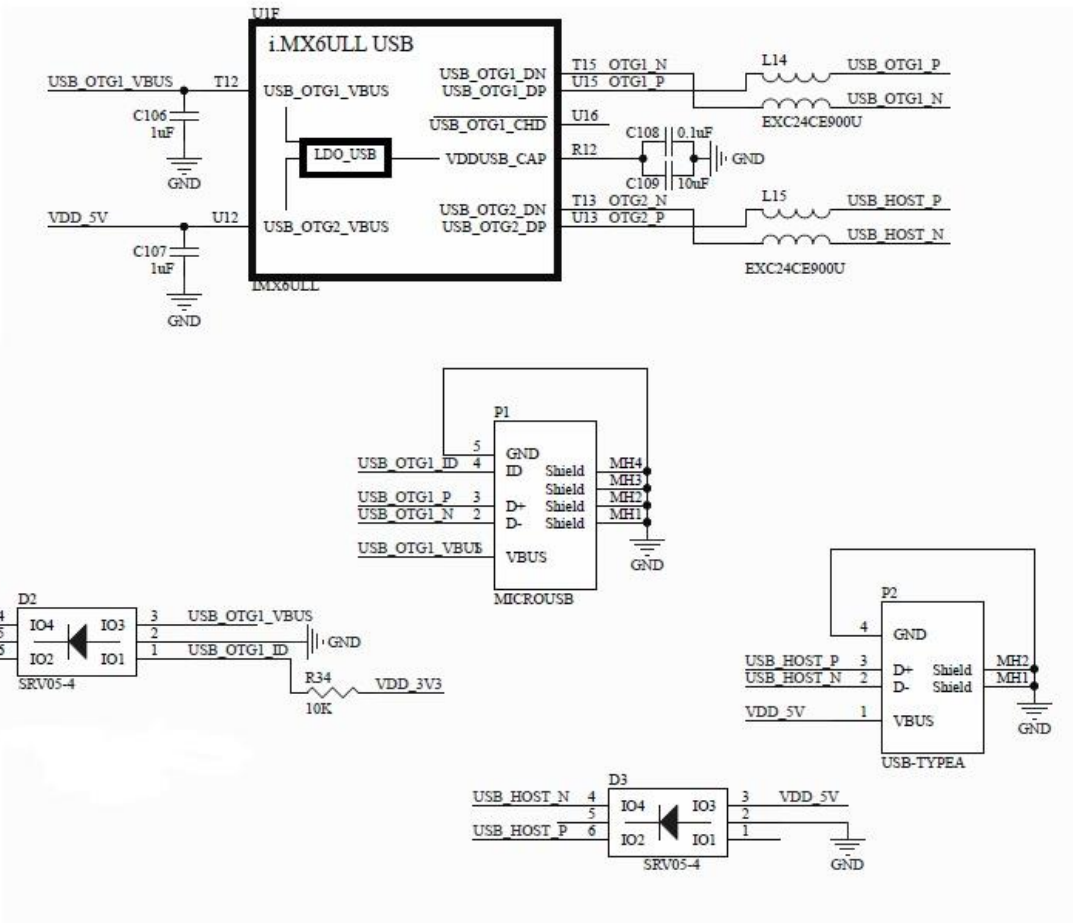 U1F
i.MX6ULL USB
USB_OTG1_VBUS T12 USB_OTG1_VBUS
C106
1uF
GND
LDO_USB
VDD_5V U12 USB_OTG2_VBUS
C107
1uF
GND
IMX6ULL
USB_OTG1_DN T15 OTG1_N
USB_OTG1_DP U15 OTG1_P
USB_OTG1_CHD U16
VDDUSB_CAP R12
C108 0.1uF
C109 10uF
GND
USB_OTG2_DN T13 OTG2_N
USB_OTG2_DP U13 OTG2_P
L14 USB_OTG1_P
USB_OTG1_N
EXC24CE900U
L15 USB_HOST_P
USB_HOST_N
EXC24CE900U
P1
5 GND
USB_OTG1_ID 4 ID Shield MH4
Shield MH3
USB_OTG1_P 3 D+ Shield MH2
USB_OTG1_N 2 D- Shield MH1
USB_OTG1_VBUS 1 VBUS
GND
MICROUSB
D2
4 IO4 IO3 3 USB_OTG1_VBUS
5 2 GND
6 IO2 IO1 1 USB_OTG1_ID
SRV05-4
R34 VDD_3V3
10K
P2
4 GND
USB_HOST_P 3 D+ Shield MH2
USB_HOST_N 2 D- Shield MH1
VDD_5V 1 VBUS
GND
USB-TYPEA
D3
USB_HOST_N 4 IO4 IO3 3 VDD_5V
5 2
USB_HOST_P 6 IO2 IO1 1
SRV05-4
GND